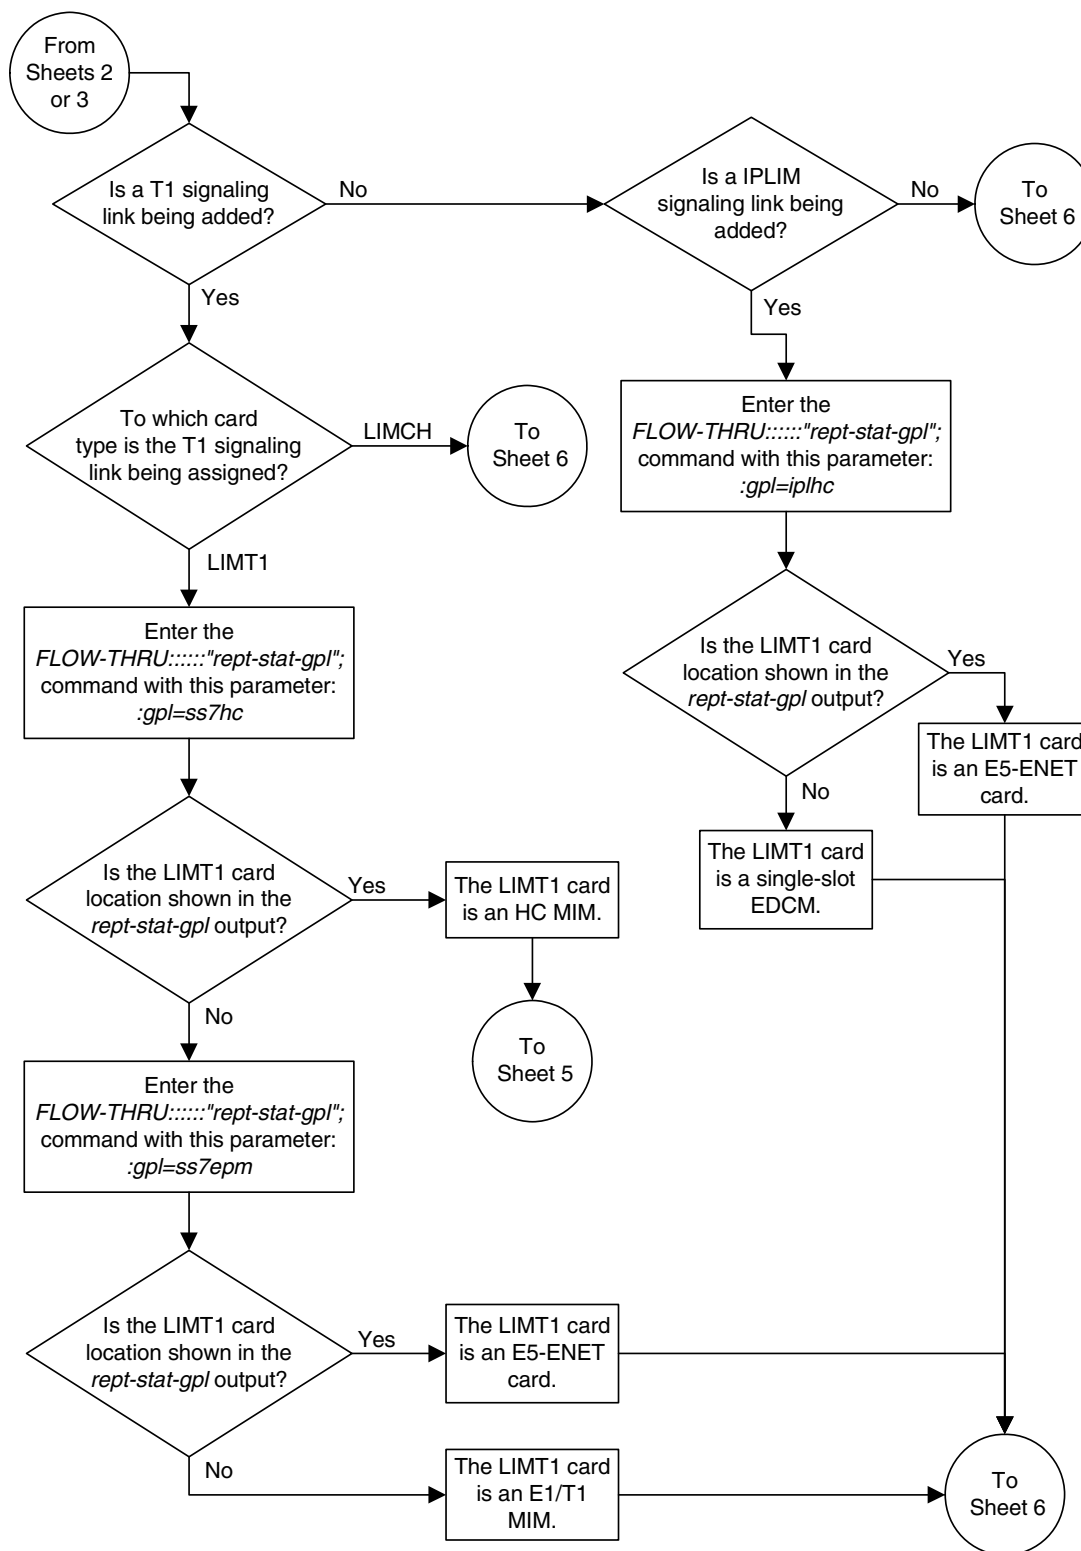 From
Sheets 2
or 3
Is a T1 signaling
link being added?
No
Yes
Is a IPLIM
signaling link being
added?
No
To
Sheet 6
Yes
To which card
type is the T1 signaling
link being assigned?
LIMCH
To
Sheet 6
LIMT1
Enter the
FLOW-THRU::::::"rept-stat-gpl";
command with this parameter:
:gpl=iplhc
Enter the
FLOW-THRU::::::"rept-stat-gpl";
command with this parameter:
:gpl=ss7hc
Is the LIMT1 card
location shown in the
rept-stat-gpl output?
Yes
The LIMT1 card
is an E5-ENET
card.
No
The LIMT1 card
is a single-slot
EDCM.
Is the LIMT1 card
location shown in the
rept-stat-gpl output?
Yes
The LIMT1 card
is an HC MIM.
To
Sheet 5
No
Enter the
FLOW-THRU::::::"rept-stat-gpl";
command with this parameter:
:gpl=ss7epm
Is the LIMT1 card
location shown in the
rept-stat-gpl output?
Yes
The LIMT1 card
is an E5-ENET
card.
No
The LIMT1 card
is an E1/T1
MIM.
To
Sheet 6